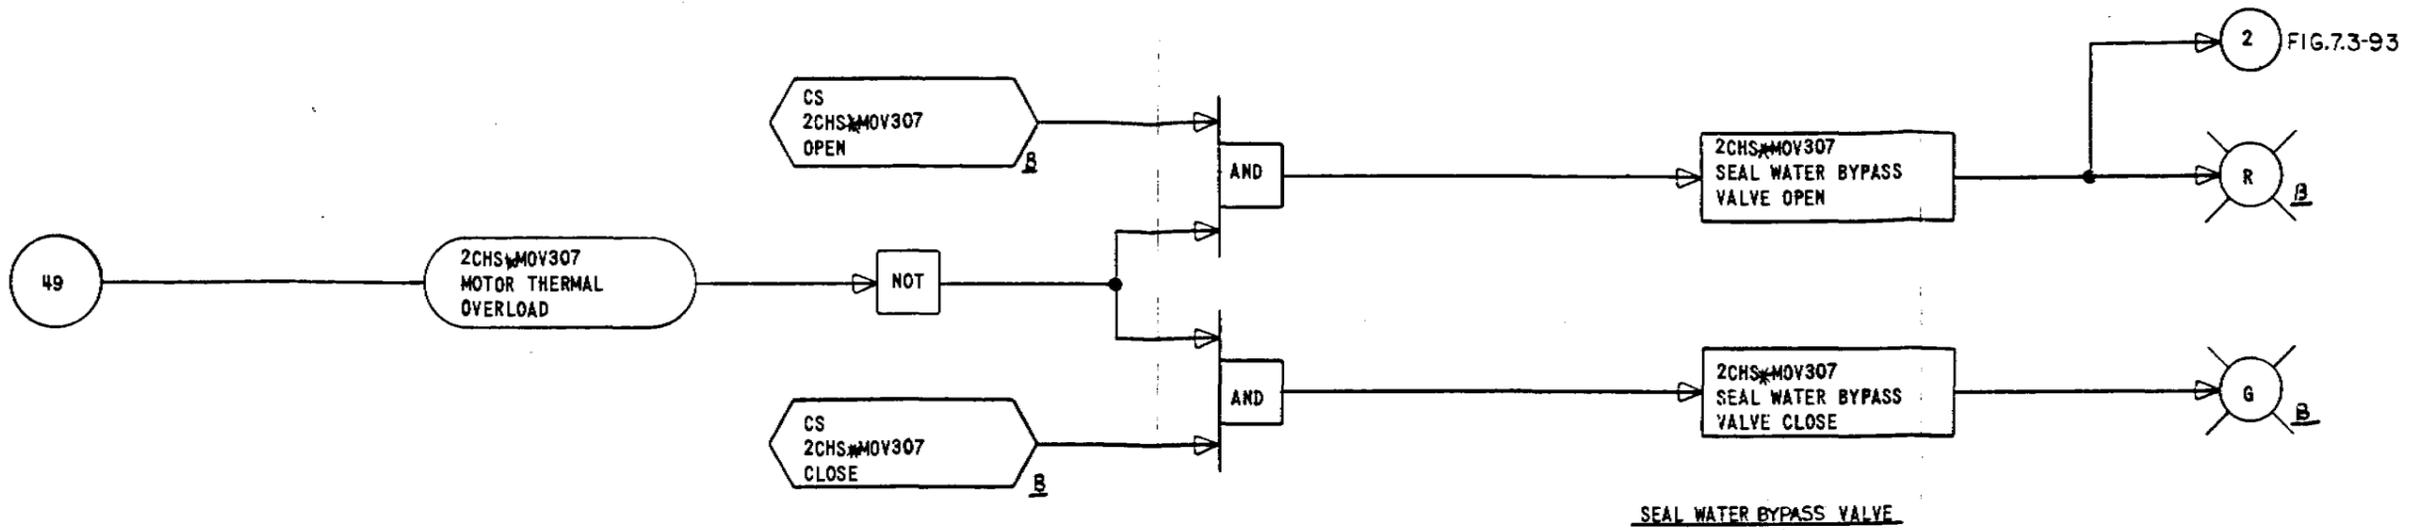 2 FIG.7.3-93
CS
2CHS*MOV307
OPEN
B
AND
2CHS*MOV307
SEAL WATER BYPASS
VALVE OPEN
R
B
49
2CHS*MOV307
MOTOR THERMAL
OVERLOAD
NOT
CS
2CHS*MOV307
CLOSE
B
AND
2CHS*MOV307
SEAL WATER BYPASS
VALVE CLOSE
G
B
SEAL WATER BYPASS VALVE